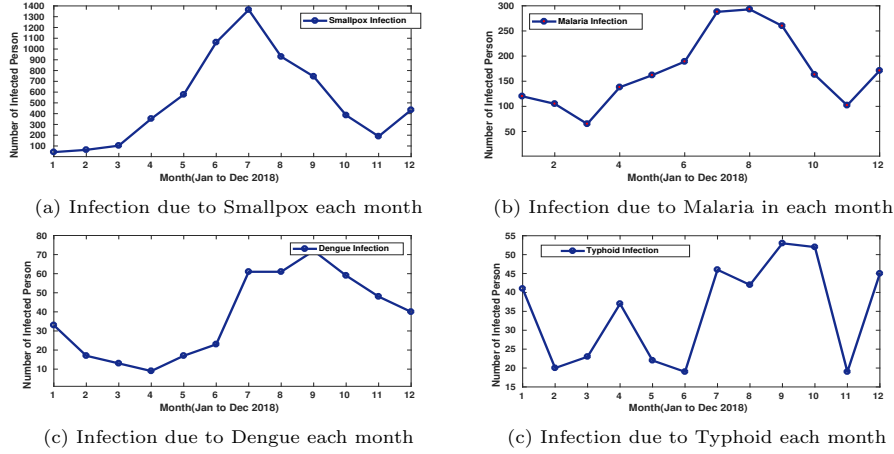 1400
1300
1200
1100
1000
900
800
700
600
500
400
300
200
100
Number of Infected Person
Smallpox Infection
1 2 3 4 5 6 7 8 9 10 11 12
Month(Jan to Dec 2018)
(a) Infection due to Smallpox each month
300
250
200
150
100
50
Number of Infected Person
Malaria Infection
2 4 6 8 10 12
Month(Jan to Dec 2018)
(b) Infection due to Malaria in each month
80
70
60
50
40
30
20
10
Number of Infected Person
Dengue Infection
1 2 3 4 5 6 7 8 9 10 11 12
Month(Jan to Dec 2018)
(c) Infection due to Dengue each month
55
50
45
40
35
30
25
20
15
Number of Infected Person
Typhoid Infection
1 2 3 4 5 6 7 8 9 10 11 12
Month(Jan to Dec 2018)
(c) Infection due to Typhoid each month